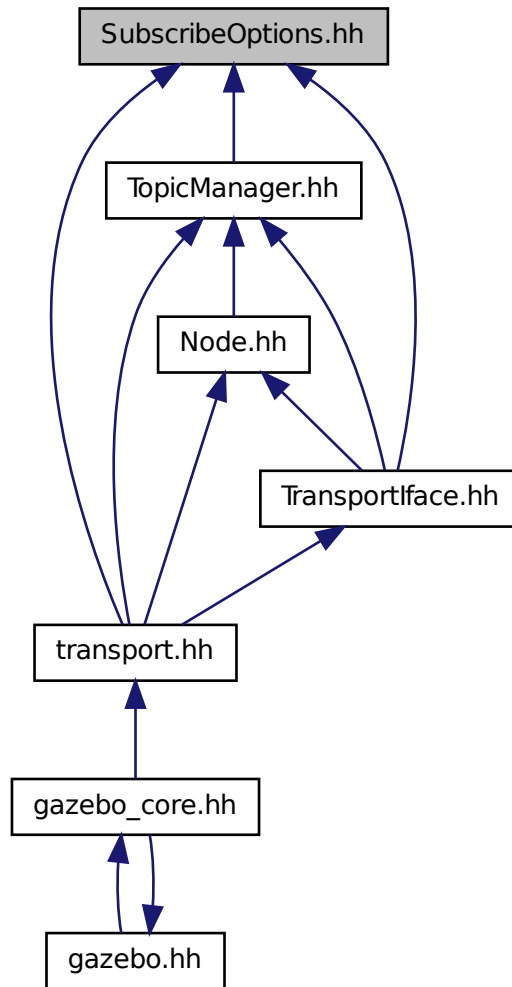 SubscribeOptions.hh
TopicManager.hh
Node.hh
TransportIface.hh
transport.hh
gazebo_core.hh
gazebo.hh